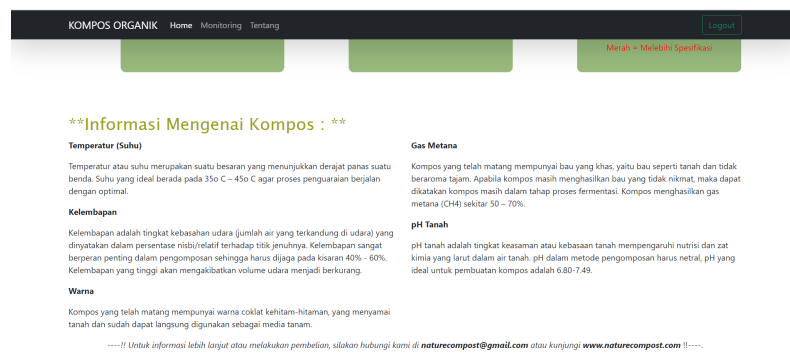 KOMPOS ORGANIK Home Monitoring Tentang Logout
Merah = Melebihi Spesifikasi
**Informasi Mengenai Kompos : **
Temperatur (Suhu)
Temperatur atau suhu merupakan suatu besaran yang menunjukkan derajat panas suatu
benda. Suhu yang ideal berada pada 35o C – 45o C agar proses penguaraian berjalan
dengan optimal.
Kelembapan
Kelembapan adalah tingkat kebasahan udara (jumlah air yang terkandung di udara) yang
dinyatakan dalam persentase nisbi/relatif terhadap titik jenuhnya. Kelembapan sangat
berperan penting dalam pengomposan sehingga harus dijaga pada kisaran 40% - 60%.
Kelembapan yang tinggi akan mengakibatkan volume udara menjadi berkurang.
Warna
Kompos yang telah matang mempunyai warna coklat kehitam-hitaman, yang menyamai
tanah dan sudah dapat langsung digunakan sebagai media tanam.
Gas Metana
Kompos yang telah matang mempunyai bau yang khas, yaitu bau seperti tanah dan tidak
beraroma tajam. Apabila kompos masih menghasilkan bau yang tidak nikmat, maka dapat
dikatakan kompos masih dalam tahap proses fermentasi. Kompos menghasilkan gas
metana (CH4) sekitar 50 – 70%.
pH Tanah
pH tanah adalah tingkat keasaman atau kebasaan tanah mempengaruhi nutrisi dan zat
kimia yang larut dalam air tanah. pH dalam metode pengomposan harus netral, pH yang
ideal untuk pembuatan kompos adalah 6.80-7.49.
----!! Untuk informasi lebih lanjut atau melakukan pembelian, silakan hubungi kami di naturecompost@gmail.com atau kunjungi www.naturecompost.com !!----.